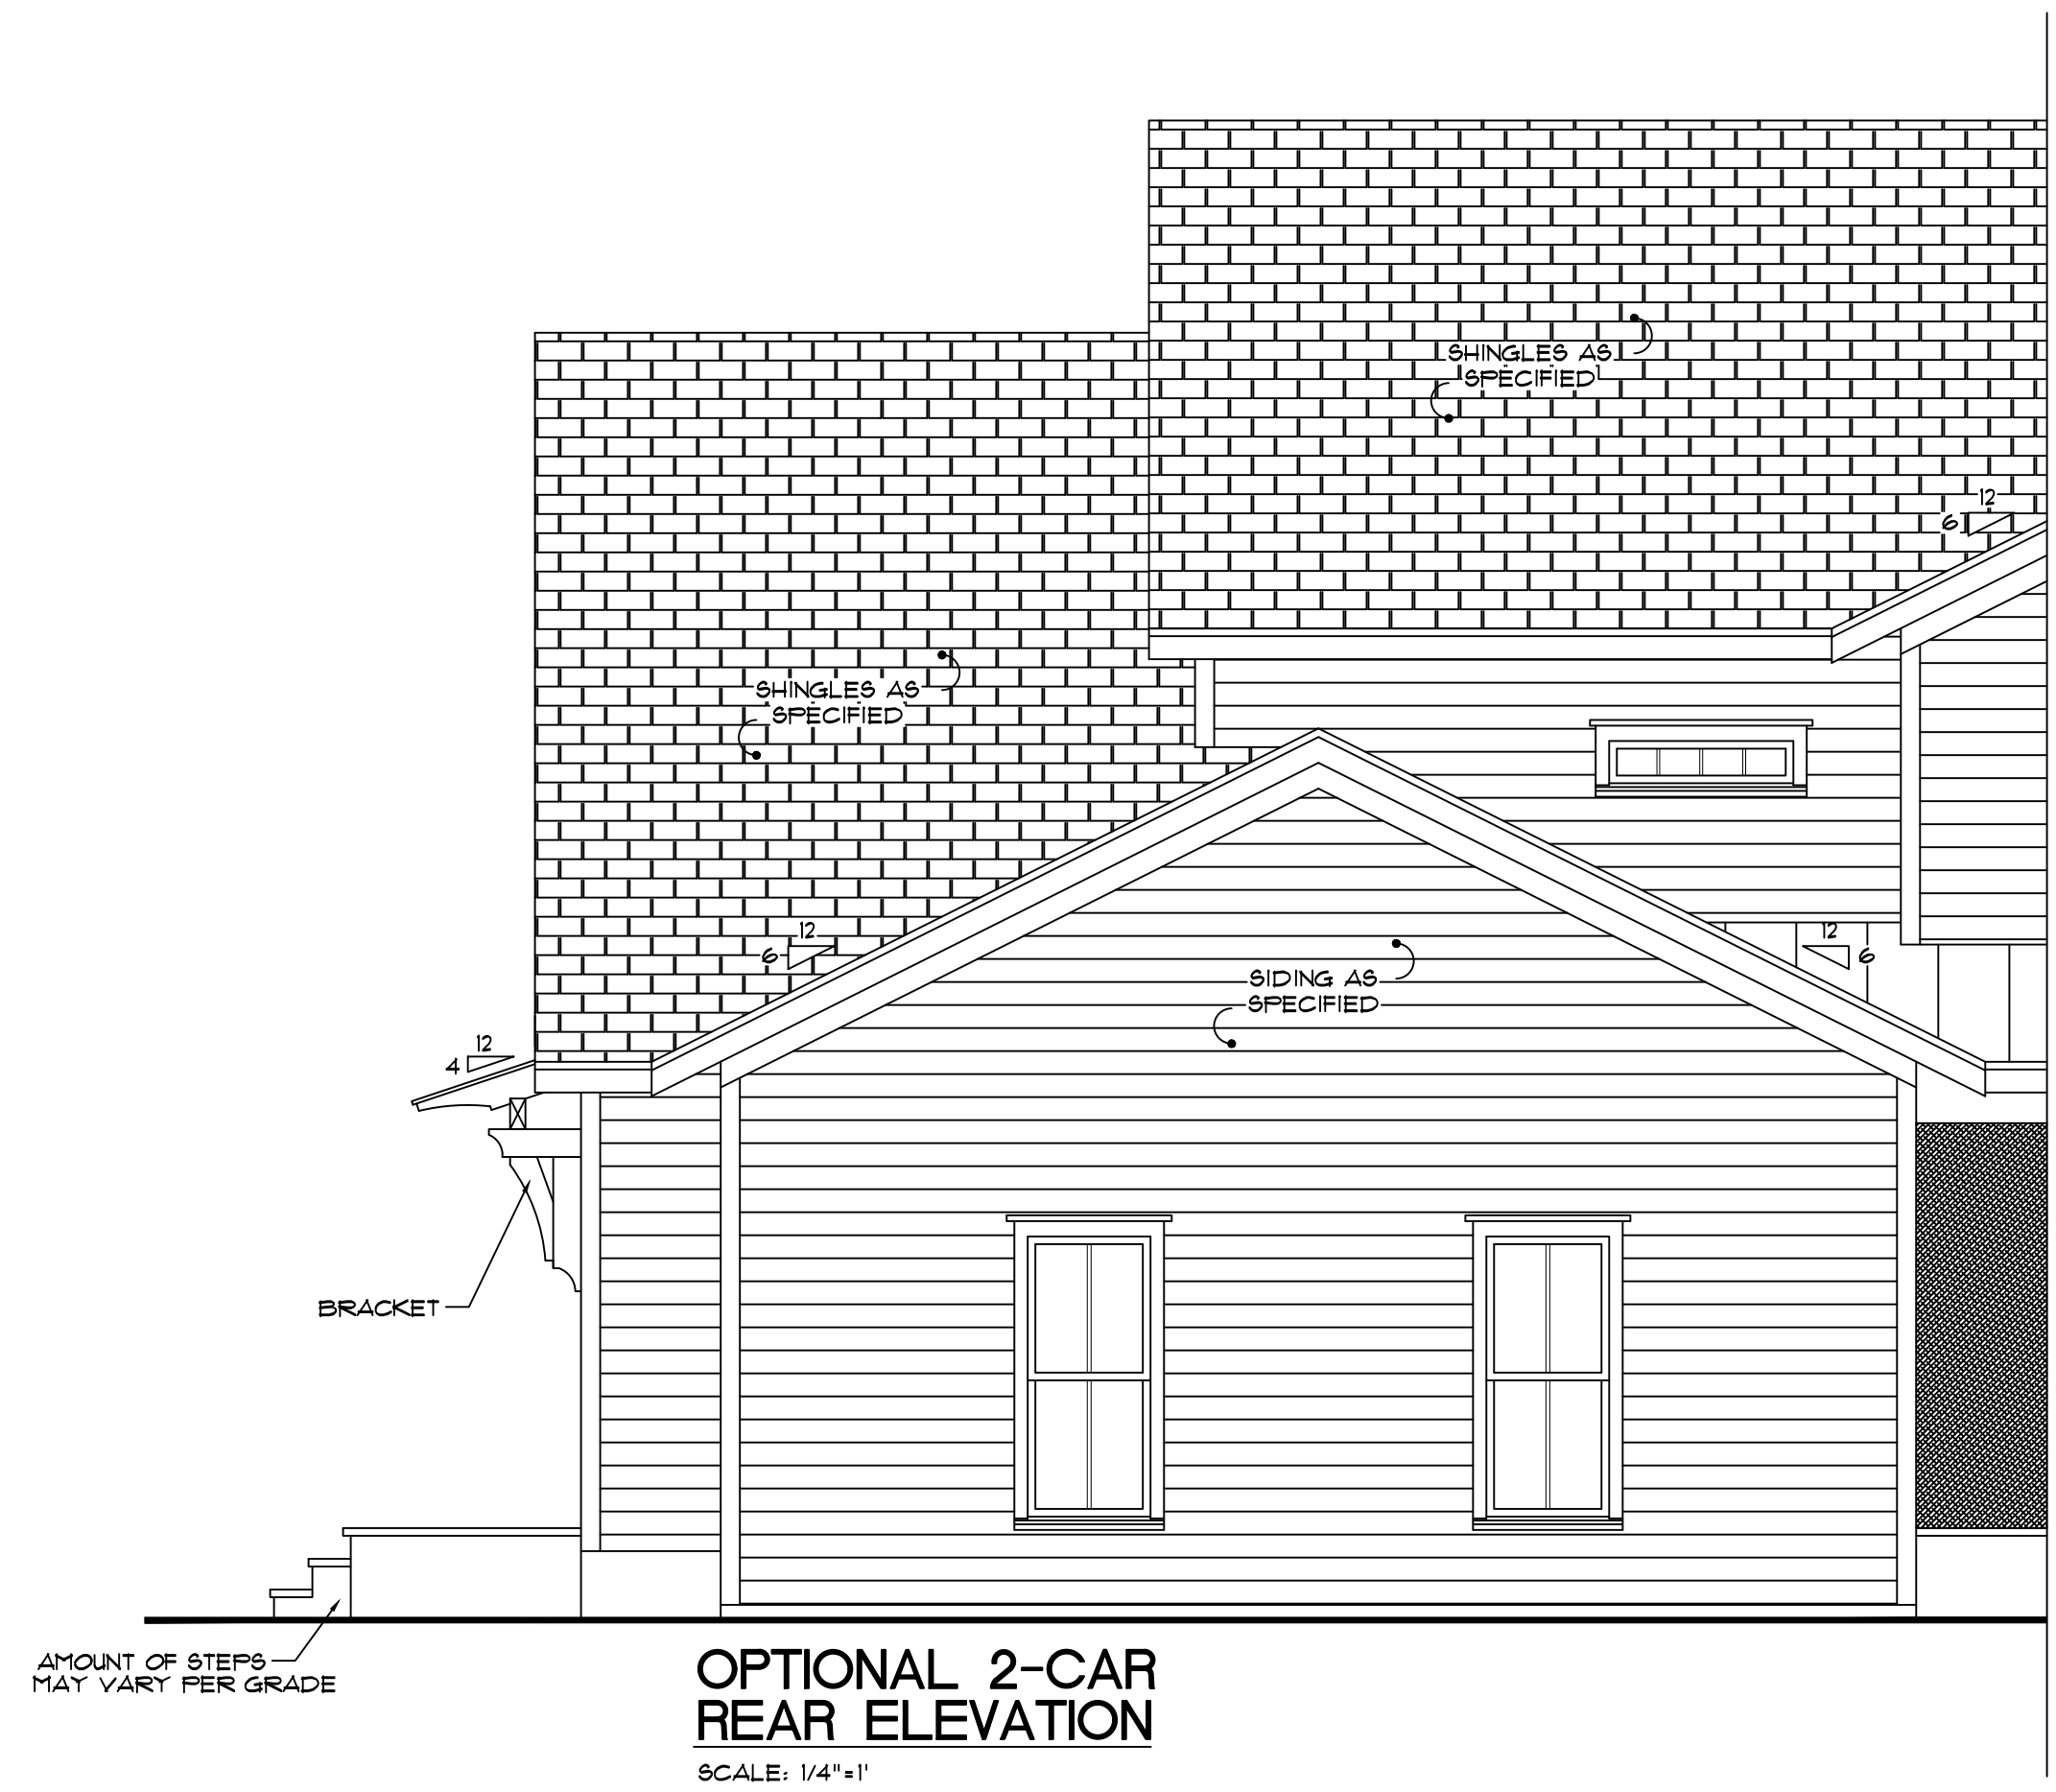 SHINGLES AS
SPECIFIED
12
6
SHINGLES AS
SPECIFIED
12
6
12
6
SIDING AS
SPECIFIED
12
4
BRACKET
AMOUNT OF STEPS
MAY VARY PER GRADE
OPTIONAL 2-CAR
REAR ELEVATION
SCALE: 1/4"=1'